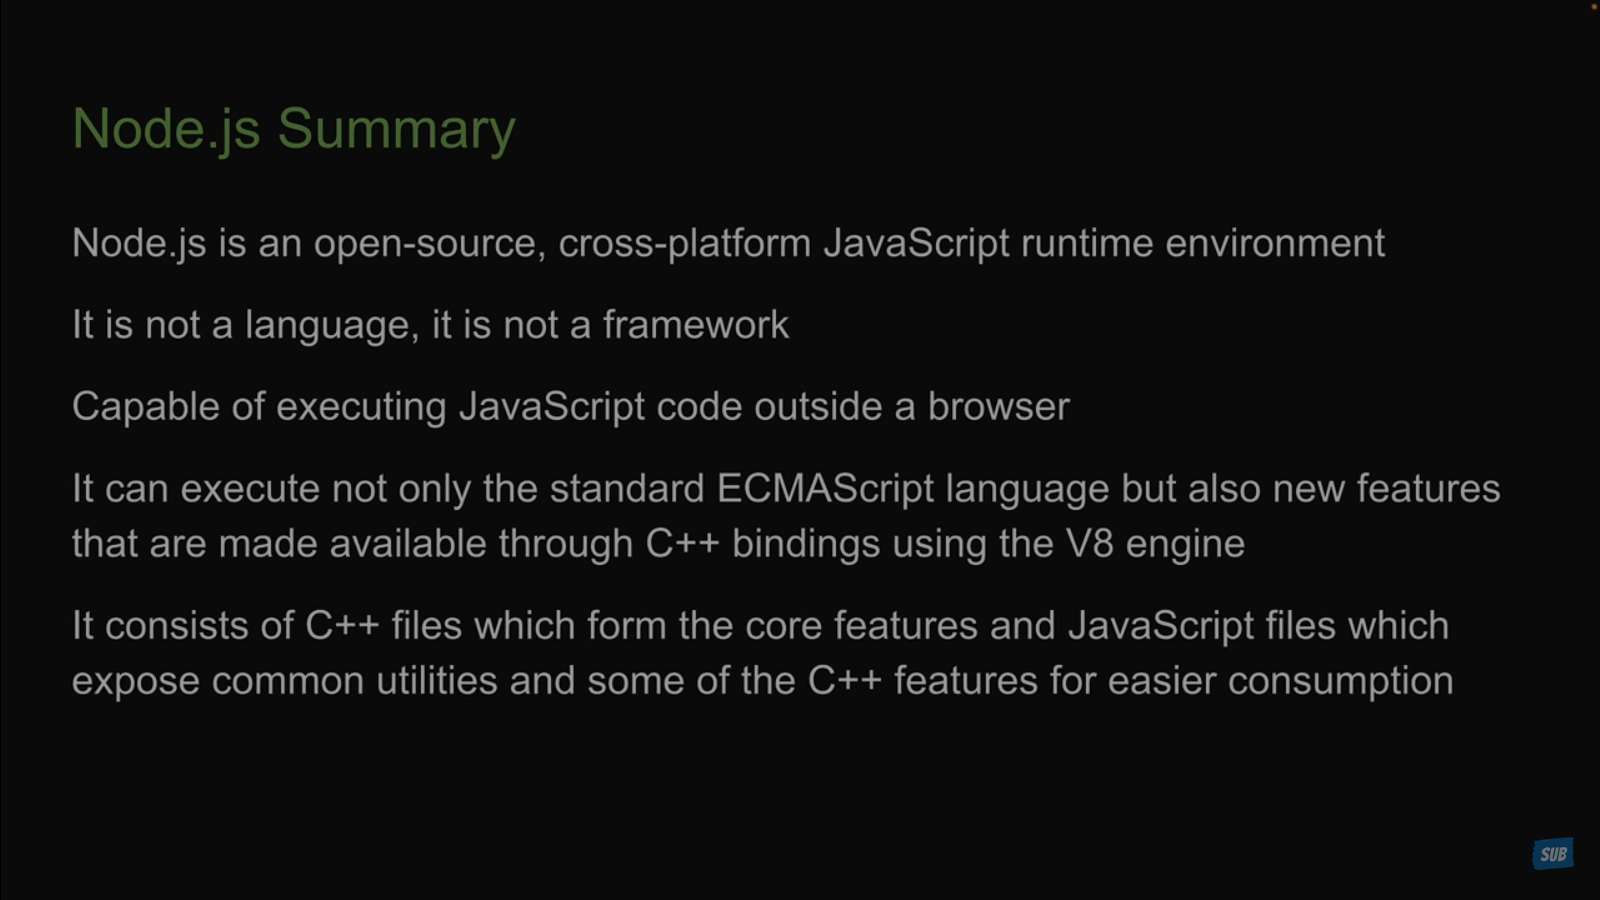 Node.js Summary
Node.js is an open-source, cross-platform JavaScript runtime environment
It is not a language, it is not a framework
Capable of executing JavaScript code outside a browser
It can execute not only the standard ECMAScript language but also new features
that are made available through C++ bindings using the V8 engine
It consists of C++ files which form the core features and JavaScript files which
expose common utilities and some of the C++ features for easier consumption
SUB